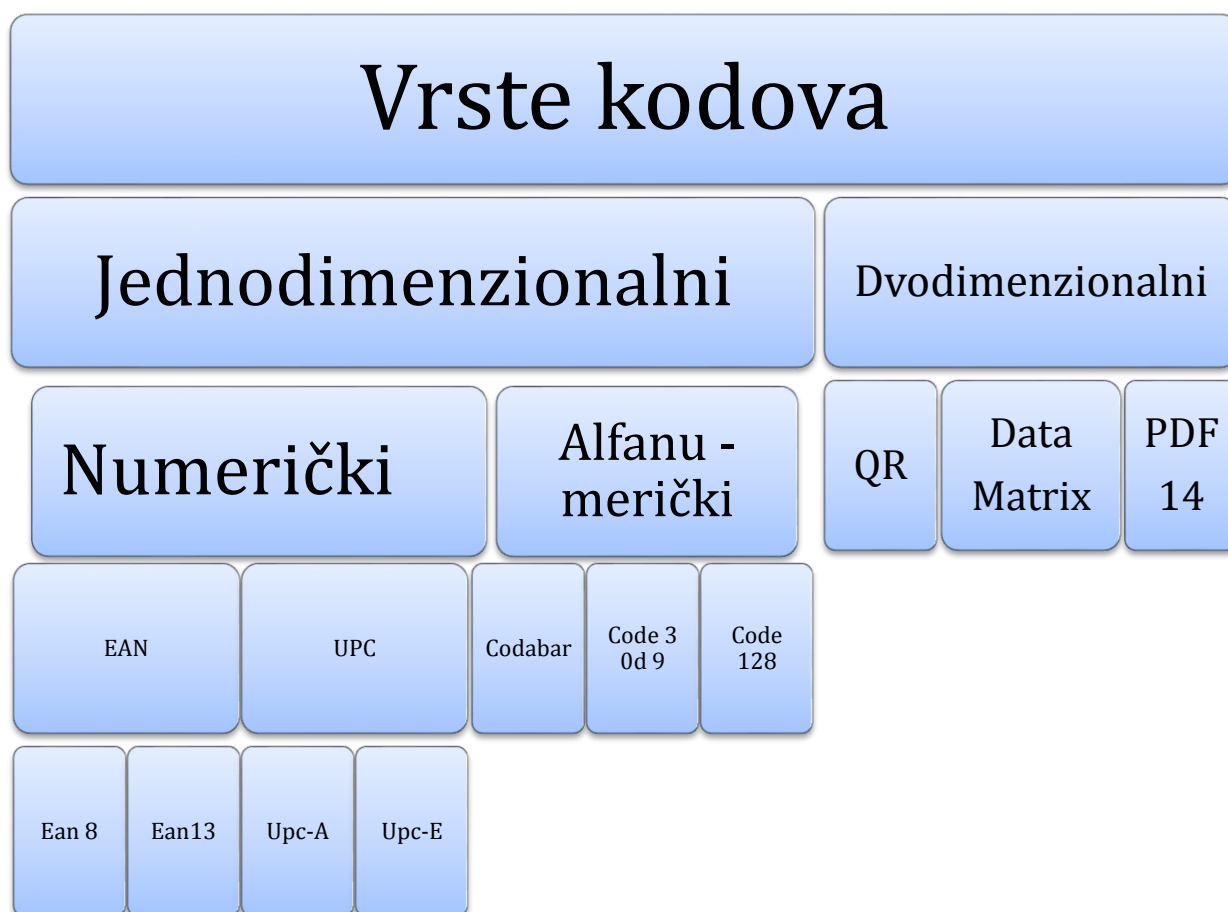 Vrste kodova
Jednodimenzionalni
Dvodimenzionalni
Numerički
Alfanu -
merički
QR
Data
Matrix
PDF
14
EAN
UPC
Codabar
Code 3
0d 9
Code
128
Ean 8
Ean13
Upc-A
Upc-E